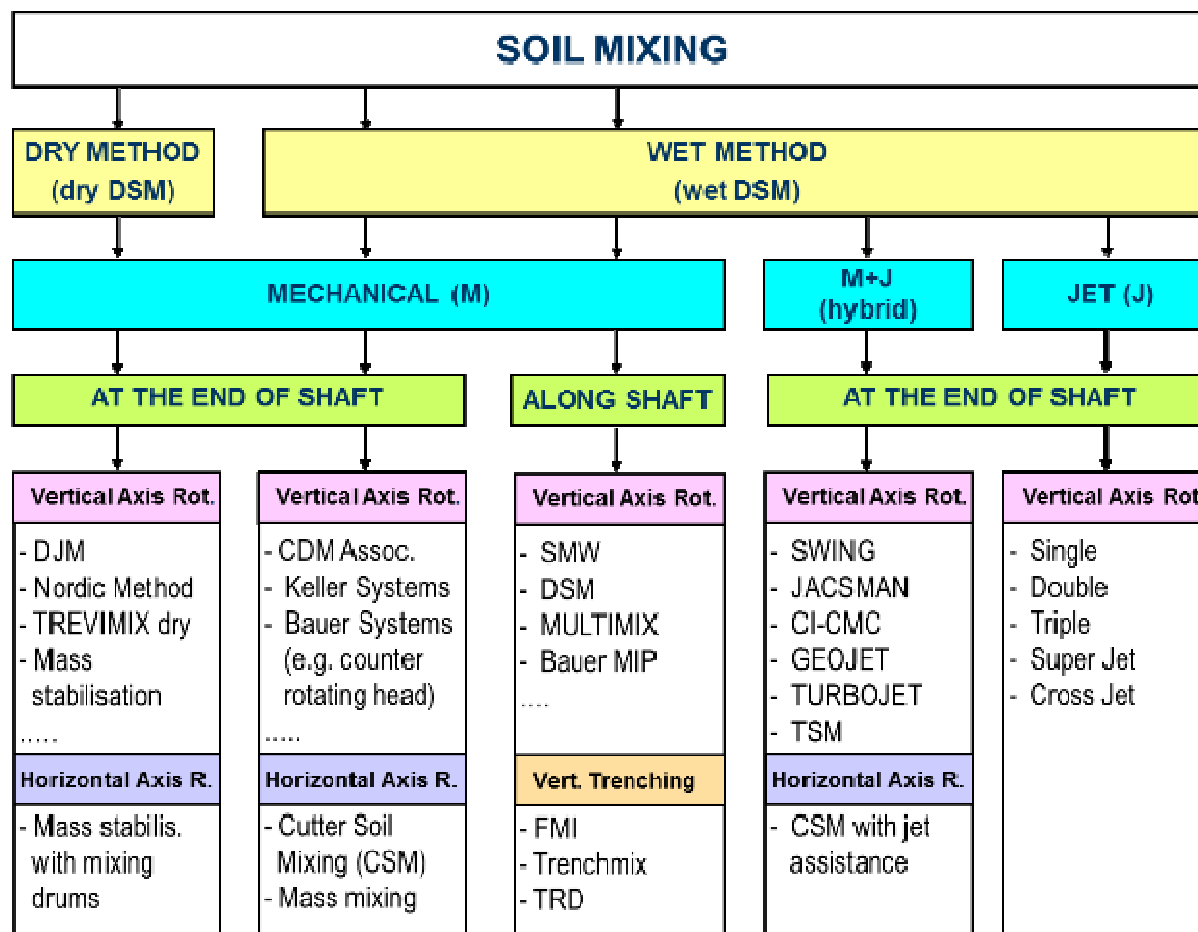 SOIL MIXING
DRY METHOD
(dry DSM)
WET METHOD
(wet DSM)
MECHANICAL (M)
M+J
(hybrid)
JET (J)
AT THE END OF SHAFT
ALONG SHAFT
AT THE END OF SHAFT
Vertical Axis Rot.
- DJM
- Nordic Method
- TREVIMIX dry
- Mass
stabilisation
.....
Horizontal Axis R.
- Mass stabilis.
with mixing
drums
Vertical Axis Rot.
- CDM Assoc.
- Keller Systems
- Bauer Systems
(e.g. counter
rotating head)
.....
Horizontal Axis R.
- Cutter Soil
Mixing (CSM)
- Mass mixing
Vertical Axis Rot.
- SMW
- DSM
- MULTIMIX
- Bauer MIP
....
Vert. Trenching
- FMI
- Trenchmix
- TRD
Vertical Axis Rot.
- SWING
- JACSMAN
- CI-CMC
- GEOJET
- TURBOJET
- TSM
Horizontal Axis R.
- CSM with jet
assistance
Vertical Axis Rot
- Single
- Double
- Triple
- Super Jet
- Cross Jet